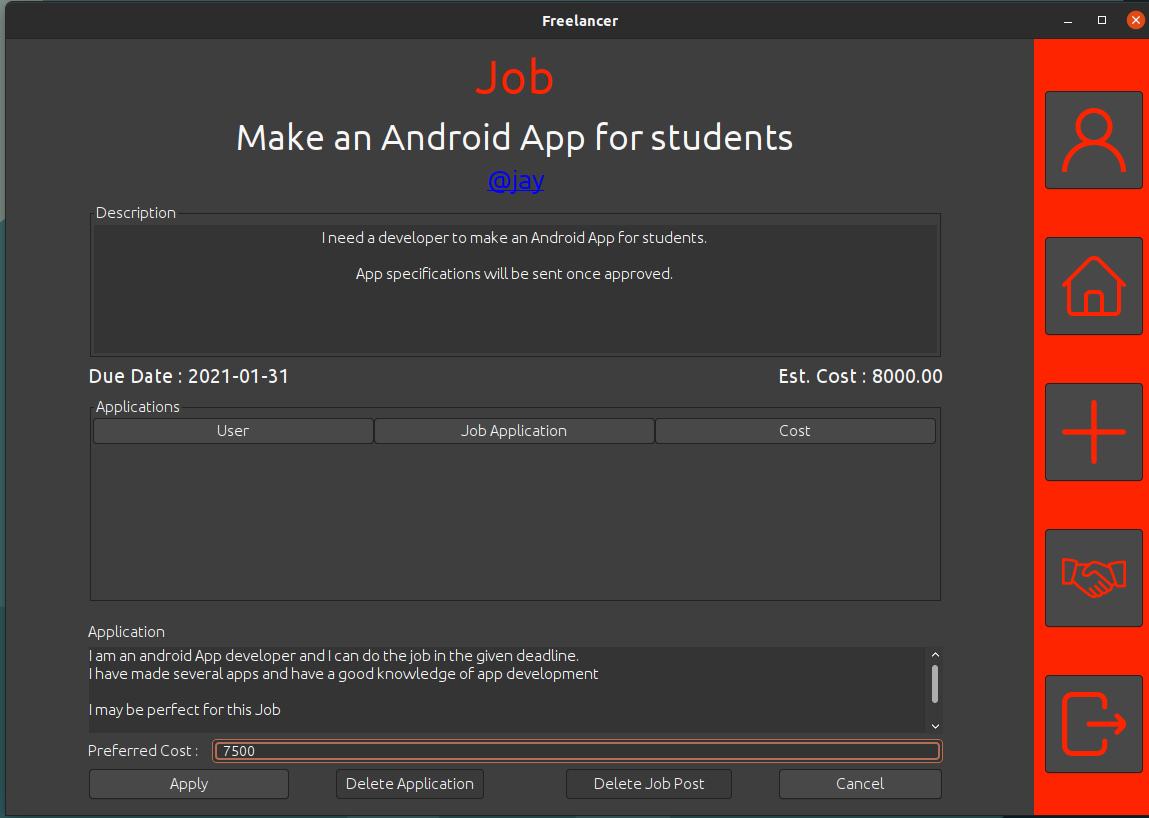 Freelancer
Job
Make an Android App for students
@jay
Description
I need a developer to make an Android App for students.
App specifications will be sent once approved.
Due Date : 2021-01-31
Est. Cost : 8000.00
Applications
User Job Application Cost
Application
I am an android App developer and I can do the job in the given deadline.
I have made several apps and have a good knowledge of app development
I may be perfect for this Job
Preferred Cost : 7500
Apply Delete Application Delete Job Post Cancel